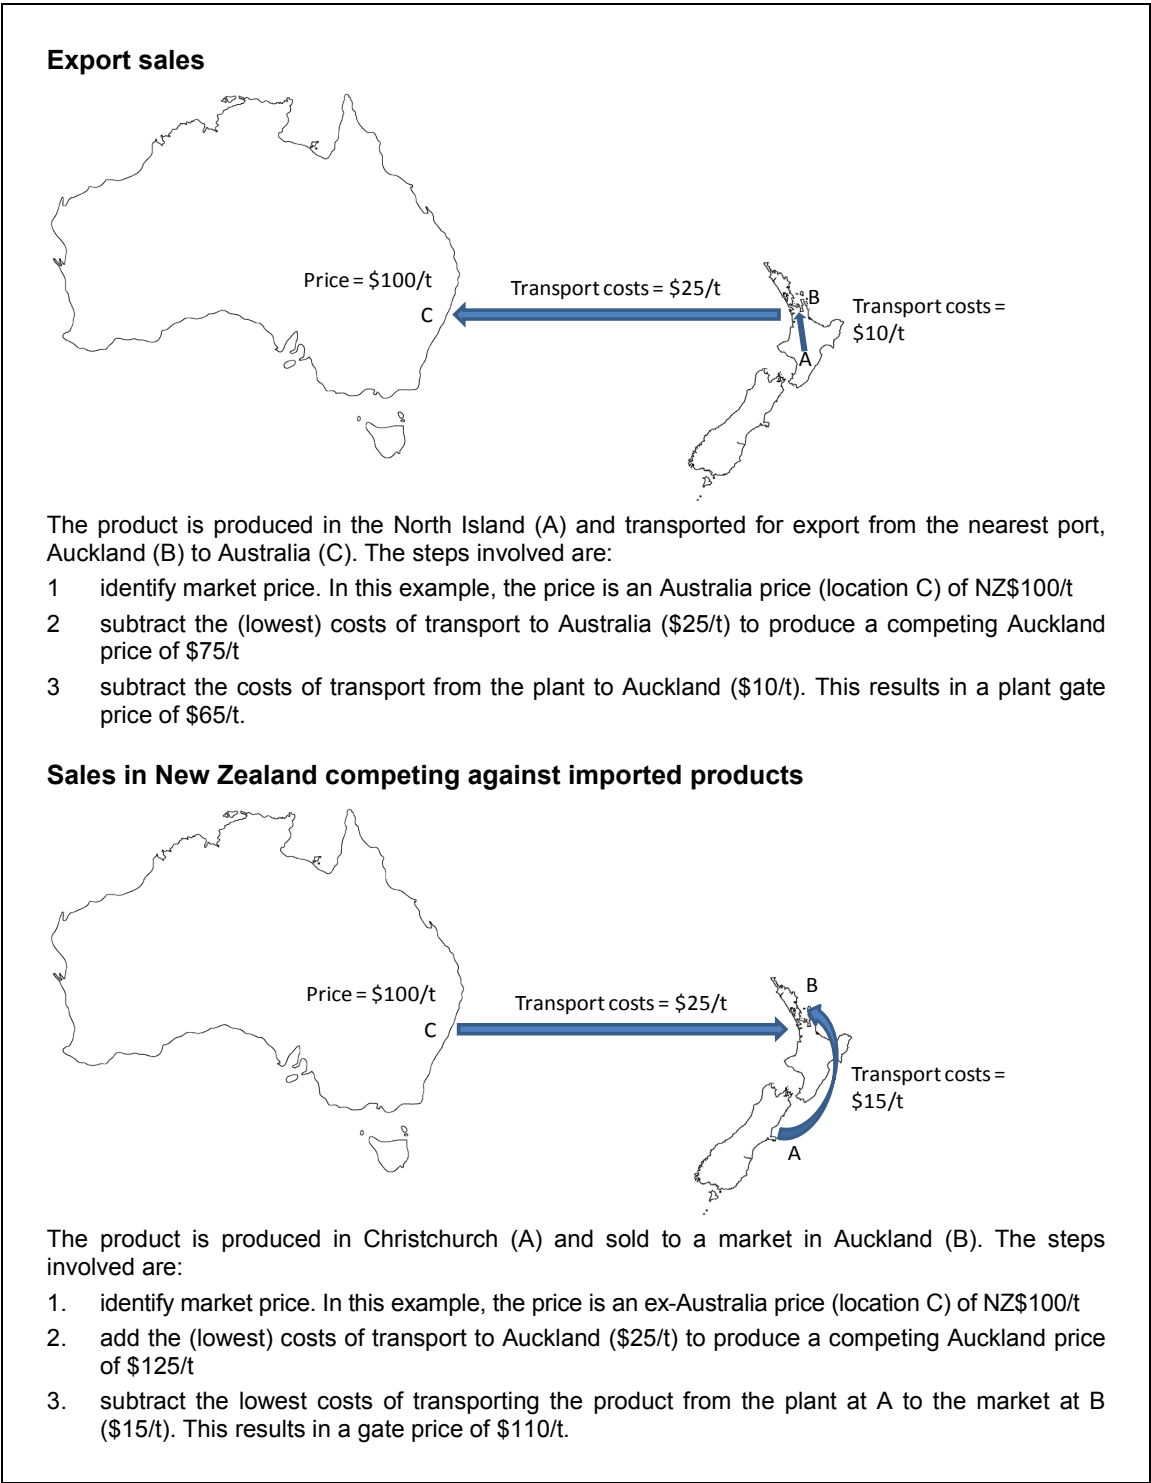 Export sales
Price = $100/t
Transport costs = $25/t
B
Transport costs =
$10/t
C
A
The product is produced in the North Island (A) and transported for export from the nearest port,
Auckland (B) to Australia (C). The steps involved are:
1 identify market price. In this example, the price is an Australia price (location C) of NZ$100/t
2 subtract the (lowest) costs of transport to Australia ($25/t) to produce a competing Auckland
price of $75/t
3 subtract the costs of transport from the plant to Auckland ($10/t). This results in a plant gate
price of $65/t.
Sales in New Zealand competing against imported products
Price = $100/t
Transport costs = $25/t
B
C
Transport costs =
$15/t
A
The product is produced in Christchurch (A) and sold to a market in Auckland (B). The steps
involved are:
1. identify market price. In this example, the price is an ex-Australia price (location C) of NZ$100/t
2. add the (lowest) costs of transport to Auckland ($25/t) to produce a competing Auckland price
of $125/t
3. subtract the lowest costs of transporting the product from the plant at A to the market at B
($15/t). This results in a gate price of $110/t.